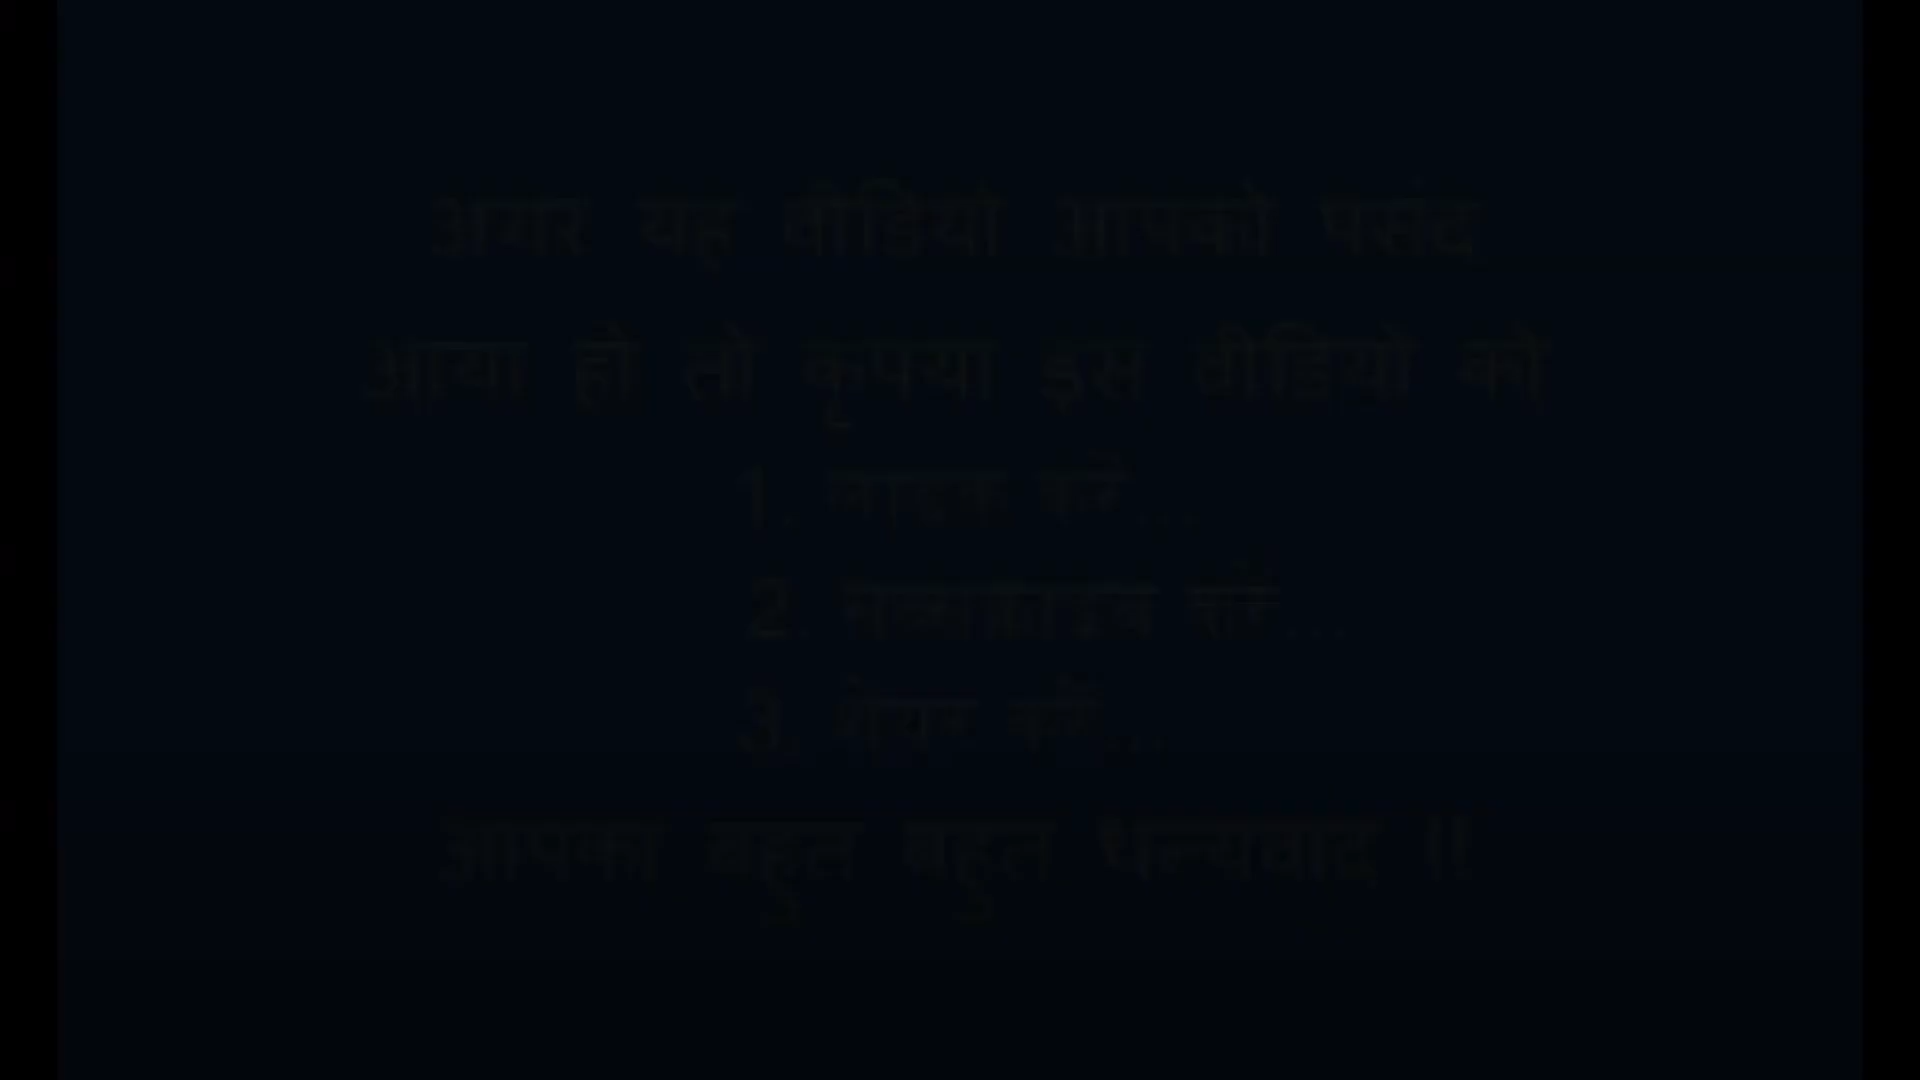 अगर यह वीडियो आपको पसंद
आया हो तो कृपया इस वीडियो को
1. लाइक करें...
2. सब्सक्राइब करें...
3. शेयर करें...
आपका बहुत बहुत धन्यवाद !!